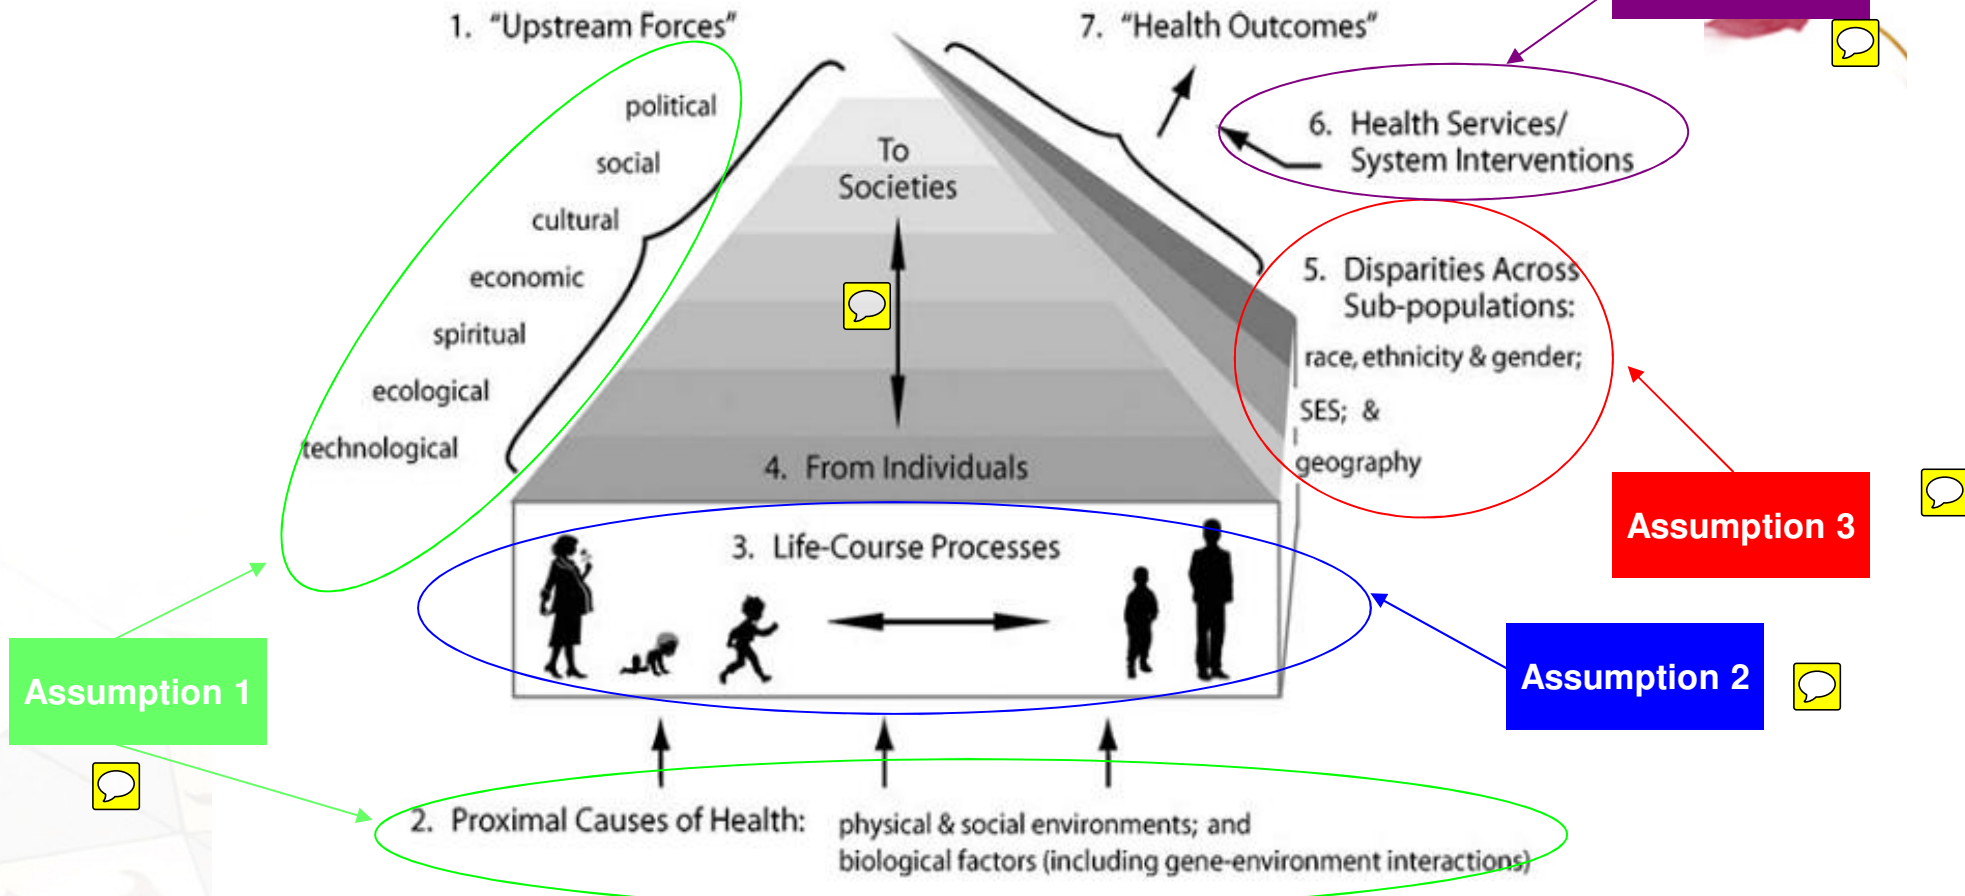 1. “Upstream Forces”
7. “Health Outcomes”
political
social
cultural
economic
spiritual
ecological
technological
To
Societies
6. Health Services/
System Interventions
5. Disparities Across
Sub-populations:
race, ethnicity & gender;
SES; &
geography
4. From Individuals
3. Life-Course Processes
Assumption 3
Assumption 2
Assumption 1
2. Proximal Causes of Health:
physical & social environments; and
biological factors (including gene-environment interactions)